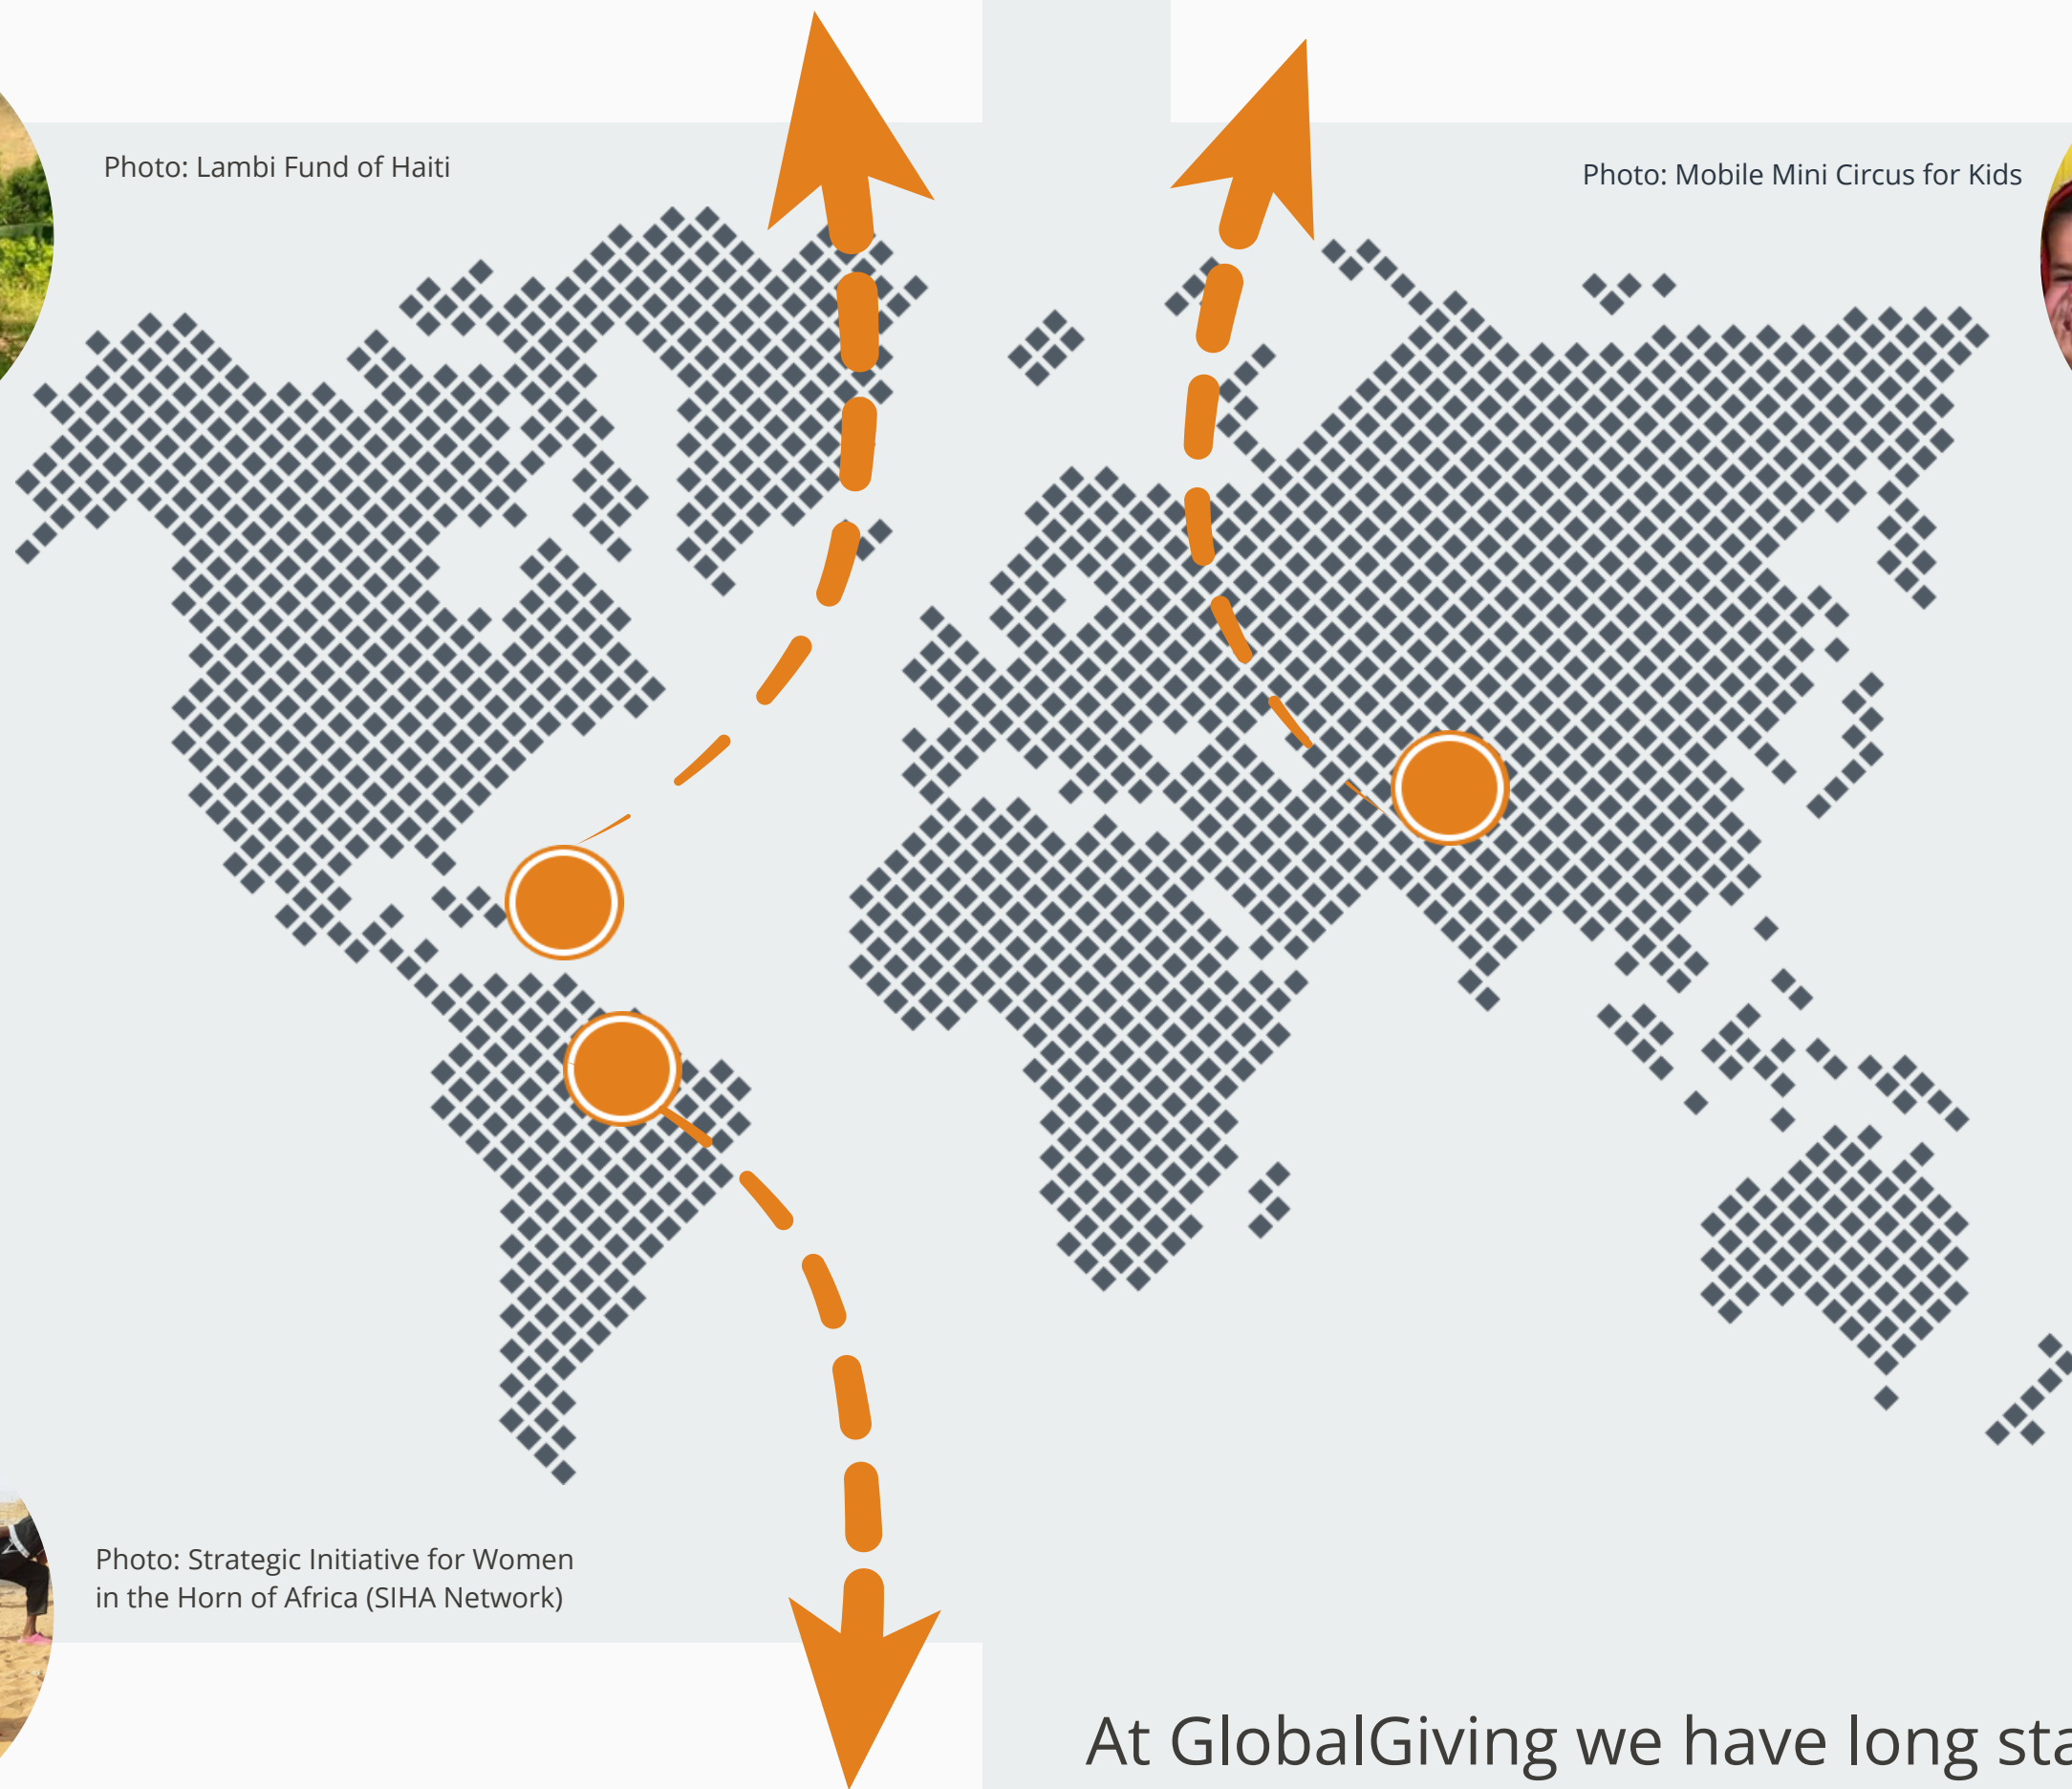 Photo: Lambi Fund of Haiti
Photo: Mobile Mini Circus for Kids
Photo: Strategic Initiative for Women
in the Horn of Africa (SIHA Network)
At GlobalGiving we have long sta